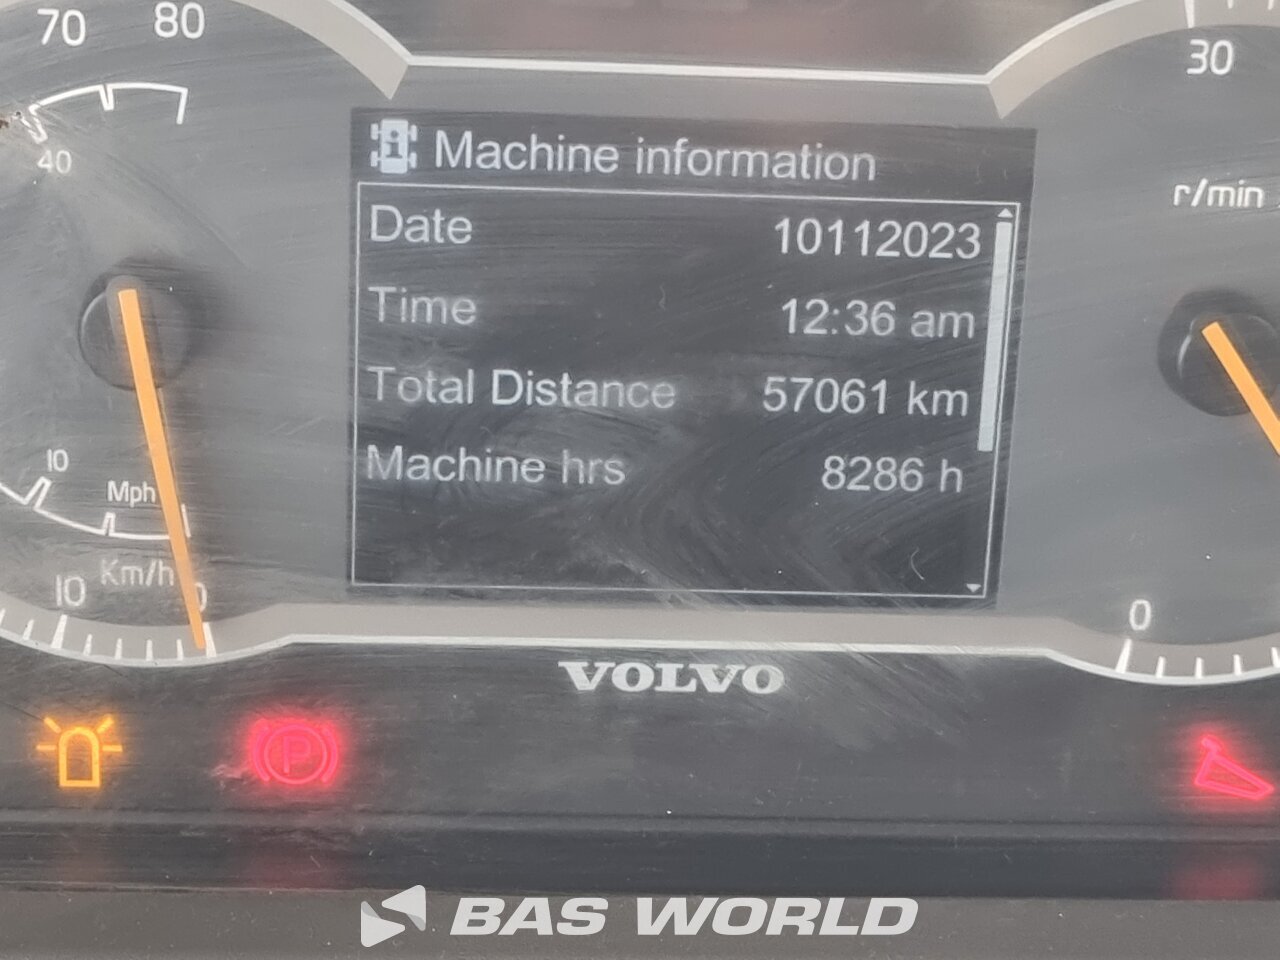 70 80
30
40
Machine information
r/min
Date 10112023
Time 12:36 am
Total Distance 57061 km
Machine hrs 8286 h
10
Mph
Km/h
10 0
0
VOLVO
P
BAS WORLD